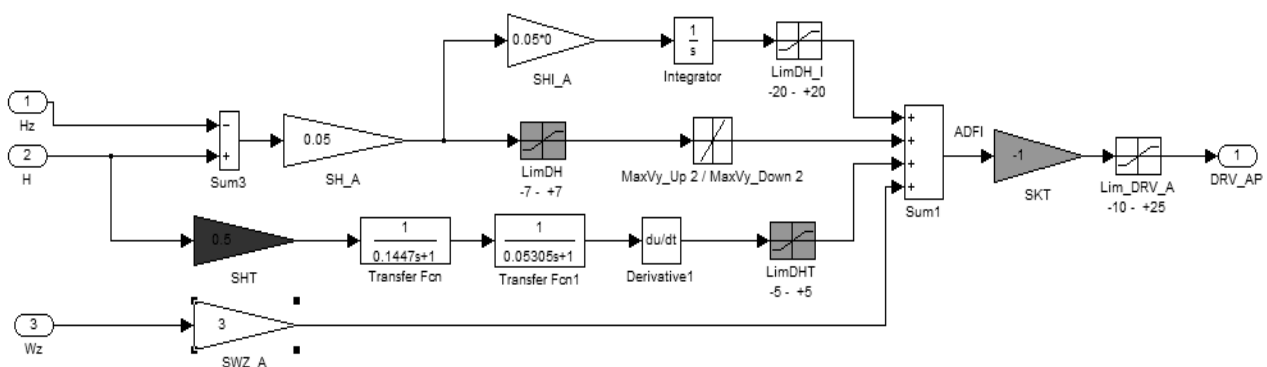 0.05*0
SHI_A
1
s
Integrator
LimDH_I
-20 - +20
1
Hz
2
H
−
+
Sum3
0.05
SH_A
LimDH
-7 - +7
MaxVy_Up 2 / MaxVy_Down 2
+
+
+
+
Sum1
ADFI
-1
SKT
Lim_DRV_A
-10 - +25
1
DRV_AP
0.5
SHT
1
0.1447s+1
Transfer Fcn
1
0.05305s+1
Transfer Fcn1
du/dt
Derivative1
LimDHT
-5 - +5
3
Wz
3
SWZ_A